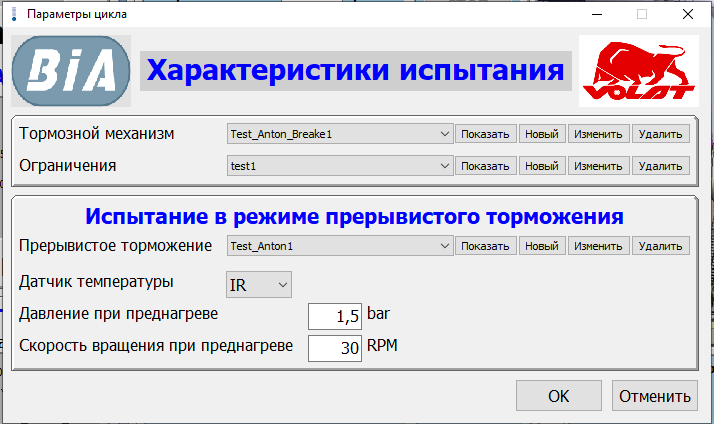 Параметры цикла
BiA Характеристики испытания VOLAT
Тормозной механизм Test_Anton_Breake1 Показать Новый Изменить Удалить
Ограничения test1 Показать Новый Изменить Удалить
Испытание в режиме прерывистого торможения
Прерывистое торможение Test_Anton1 Показать Новый Изменить Удалить
Датчик температуры IR
Давление при преднагреве 1,5 bar
Скорость вращения при преднагреве 30 RPM
OK Отменить